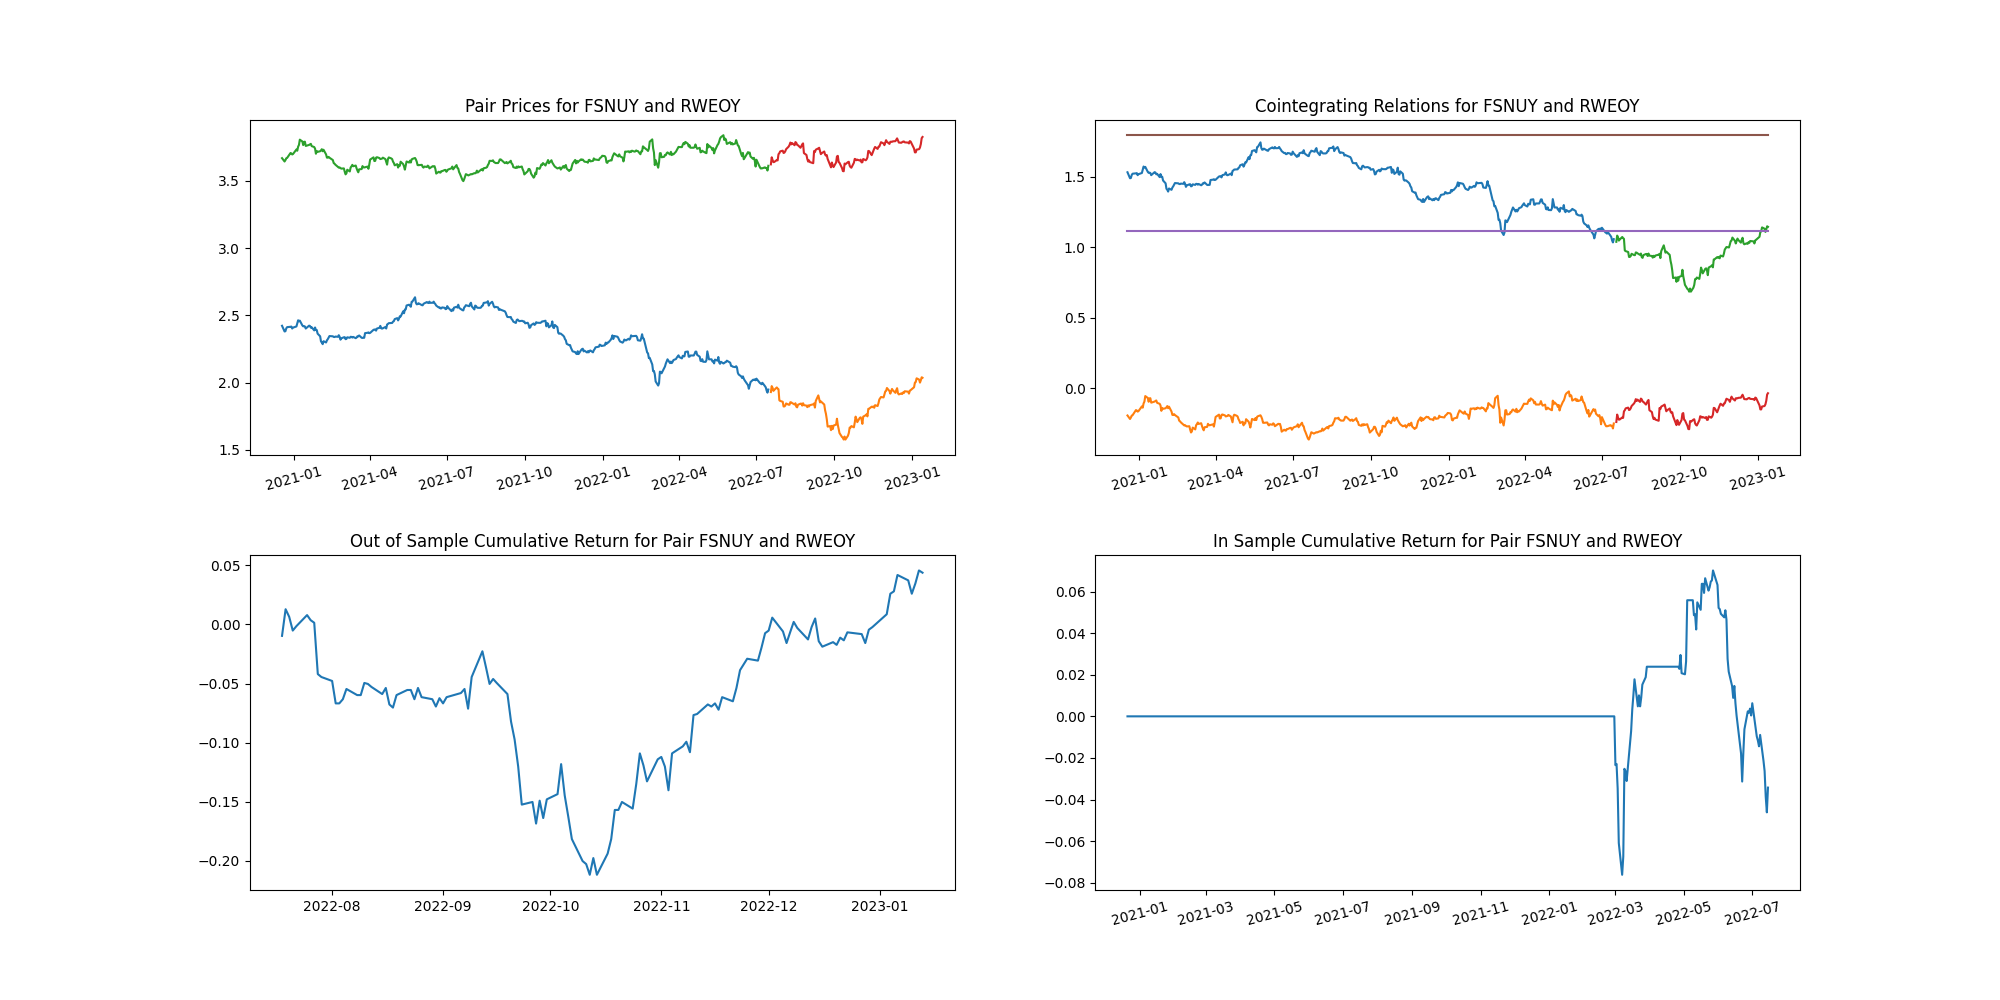 Pair Prices for FSNUY and RWEOY
3.5
3.0
2.5
2.0
1.5
2021-01 2021-04 2021-07 2021-10 2022-01 2022-04 2022-07 2022-10 2023-01
Cointegrating Relations for FSNUY and RWEOY
1.5
1.0
0.5
0.0
2021-01 2021-04 2021-07 2021-10 2022-01 2022-04 2022-07 2022-10 2023-01
Out of Sample Cumulative Return for Pair FSNUY and RWEOY
0.05
0.00
−0.05
−0.10
−0.15
−0.20
2022-08 2022-09 2022-10 2022-11 2022-12 2023-01
In Sample Cumulative Return for Pair FSNUY and RWEOY
0.06
0.04
0.02
0.00
−0.02
−0.04
−0.06
−0.08
2021-01 2021-03 2021-05 2021-07 2021-09 2021-11 2022-01 2022-03 2022-05 2022-07